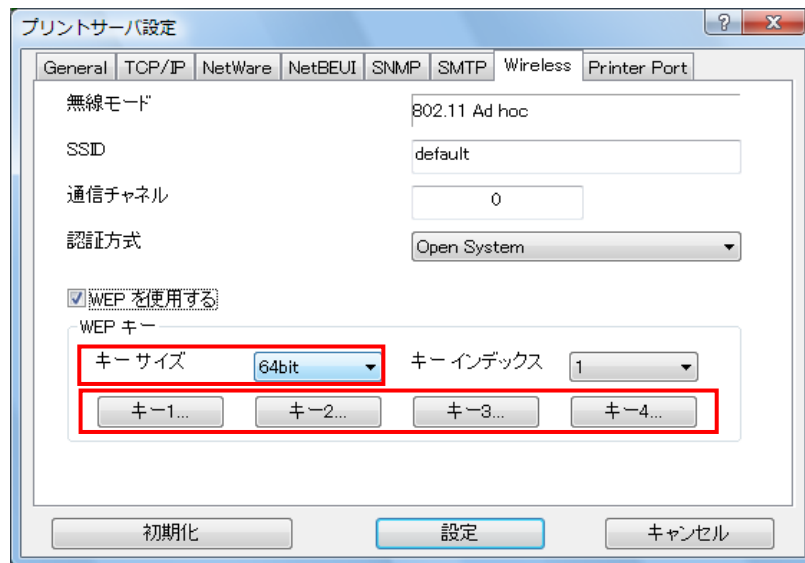 プリントサーバ設定
General TCP/IP NetWare NetBEUI SNMP SMTP Wireless Printer Port
無線モード 802.11 Ad hoc
SSID default
通信チャネル 0
認証方式 Open System
WEP を使用する
WEP キー
キー サイズ 64bit キー インデックス 1
キー1... キー2... キー3... キー4...
初期化 設定 キャンセル